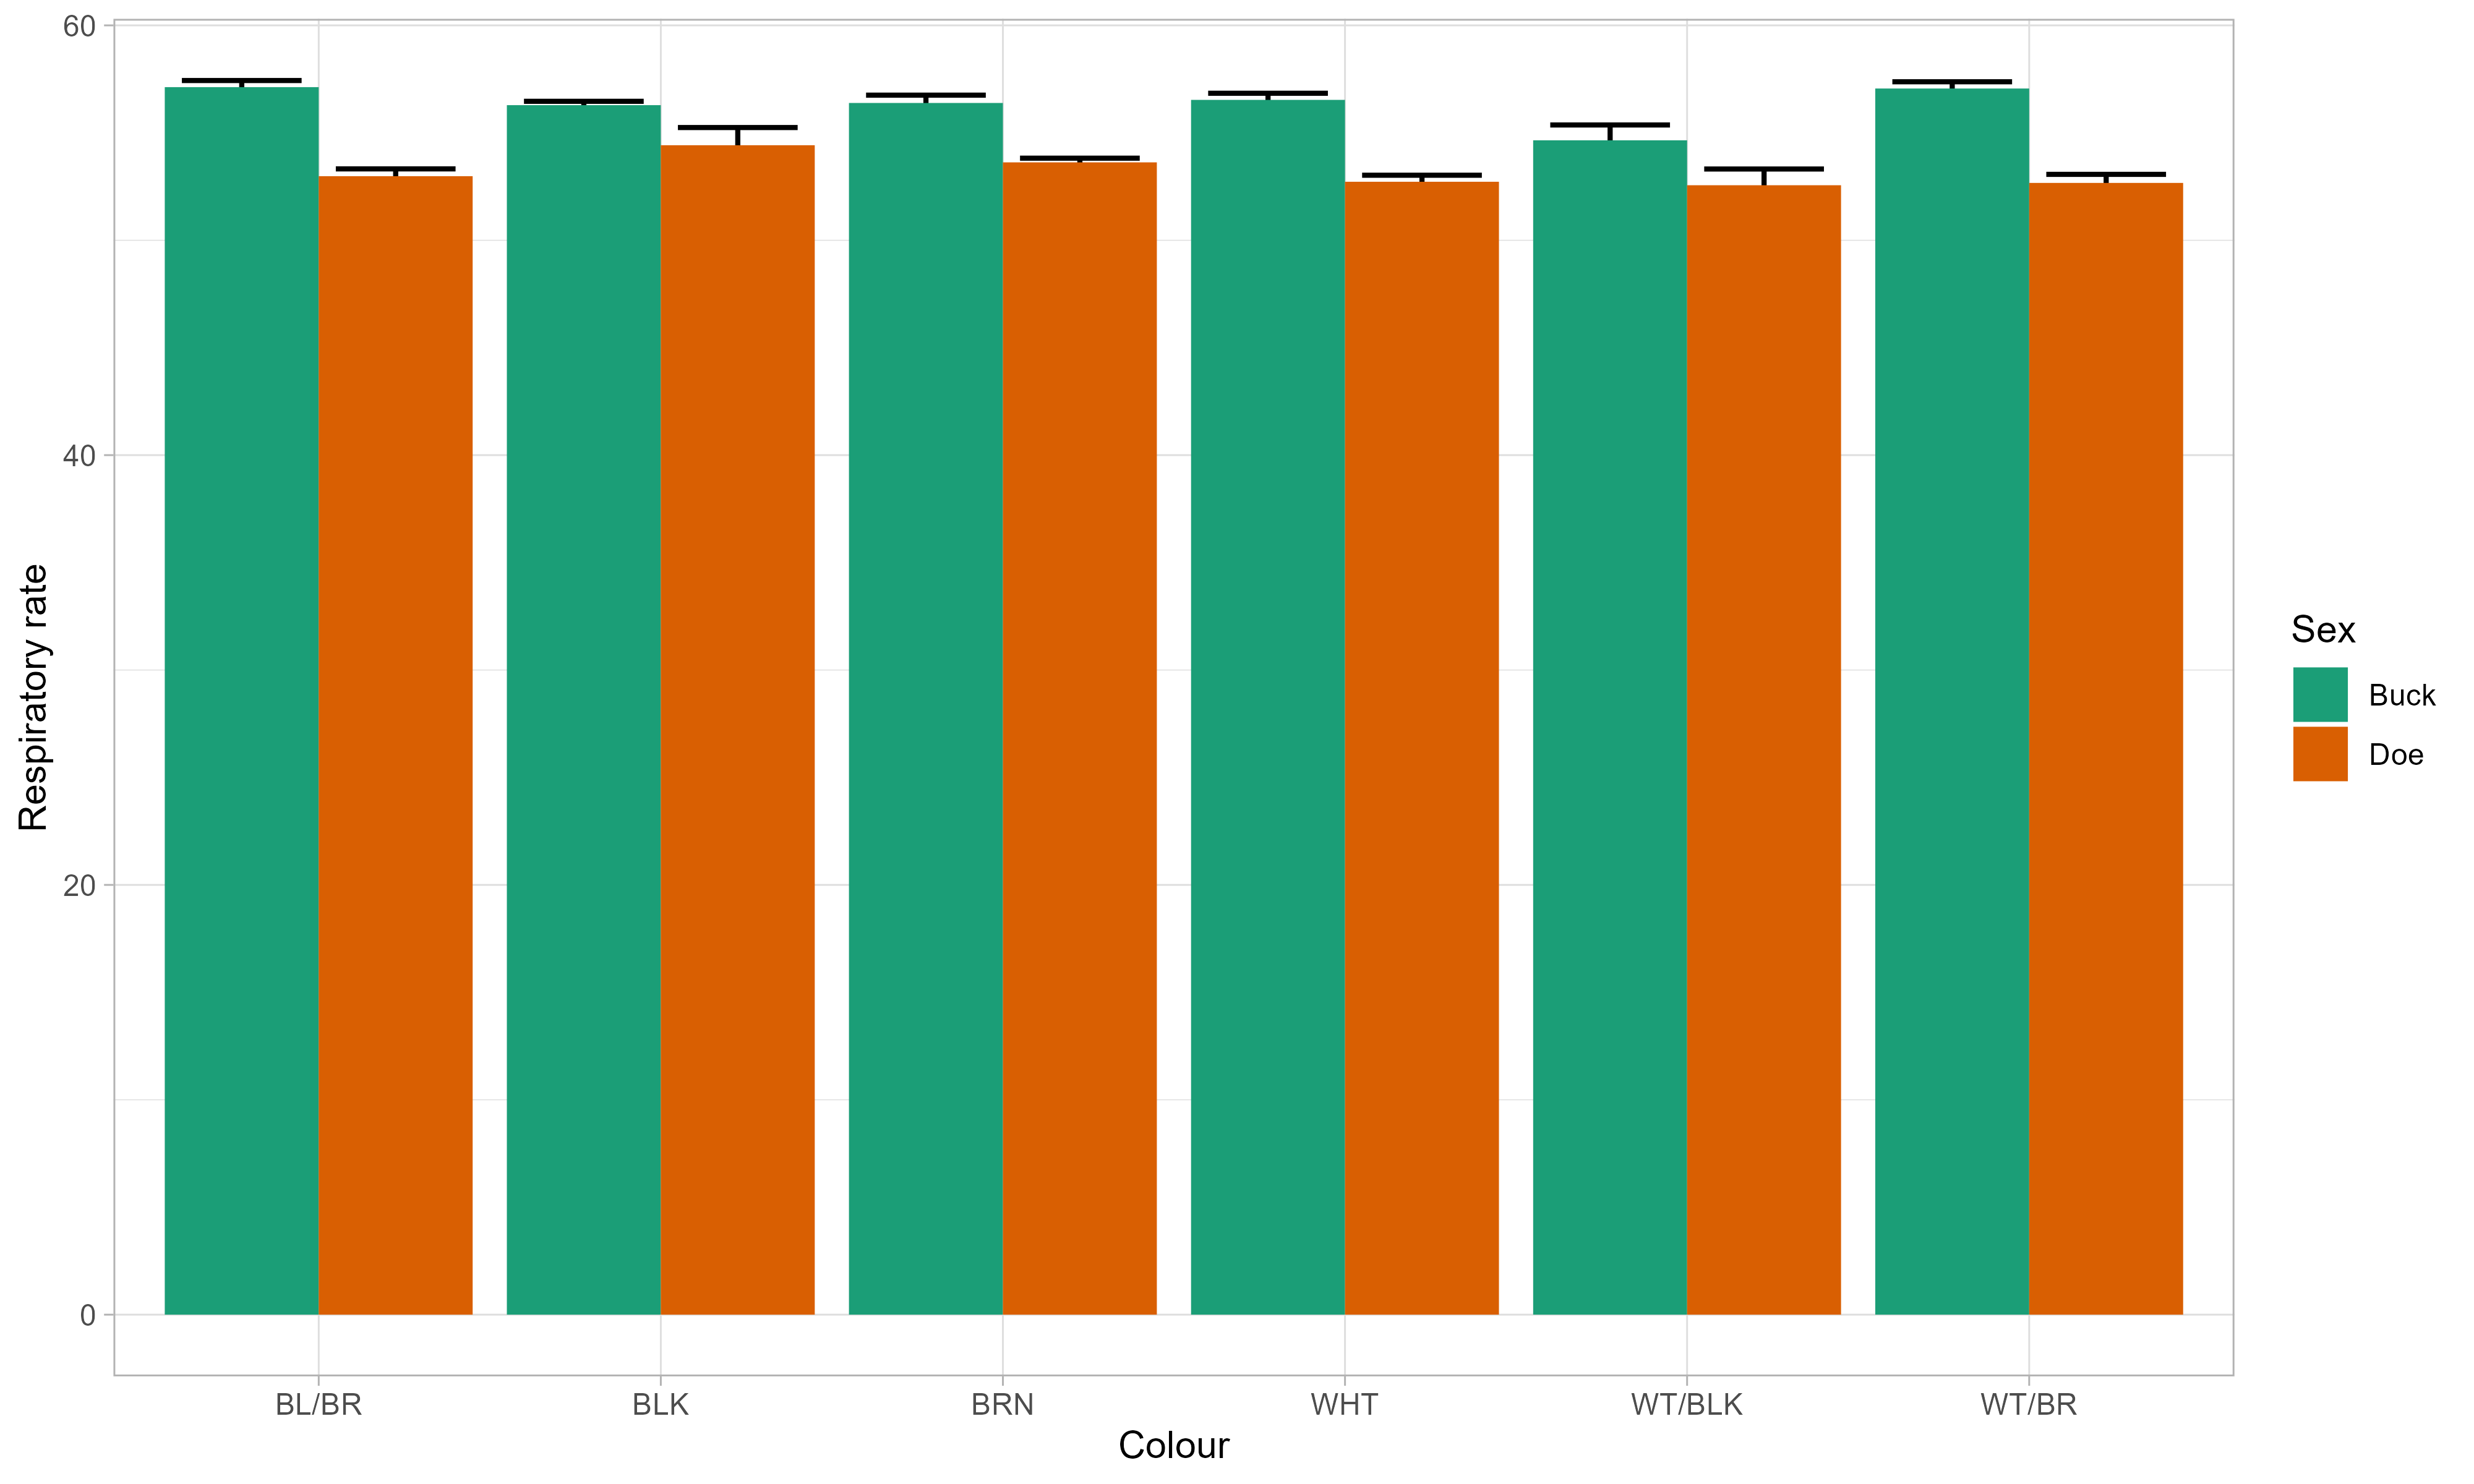 60
40
20
0
Respiratory rate
BL/BR BLK BRN WHT WT/BLK WT/BR
Colour
Sex
Buck
Doe